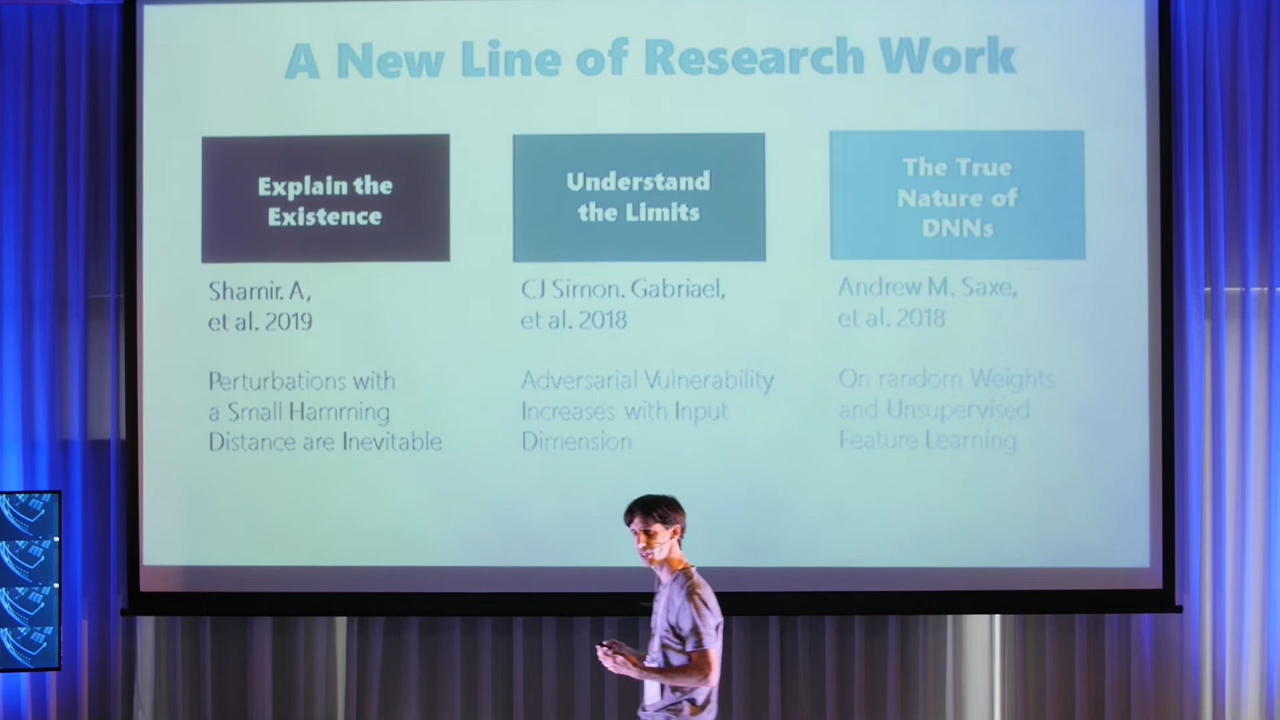 A New Line of Research Work
Explain the
Existence
Shamir. A,
et al. 2019
Perturbations with
a Small Hamming
Distance are Inevitable
Understand
the Limits
CJ Simon. Gabriael,
et al. 2018
Adversarial Vulnerability
Increases with Input
Dimension
The True
Nature of
DNNs
Andrew M. Saxe,
et al. 2018
On random Weights
and Unsupervised
Feature Learning